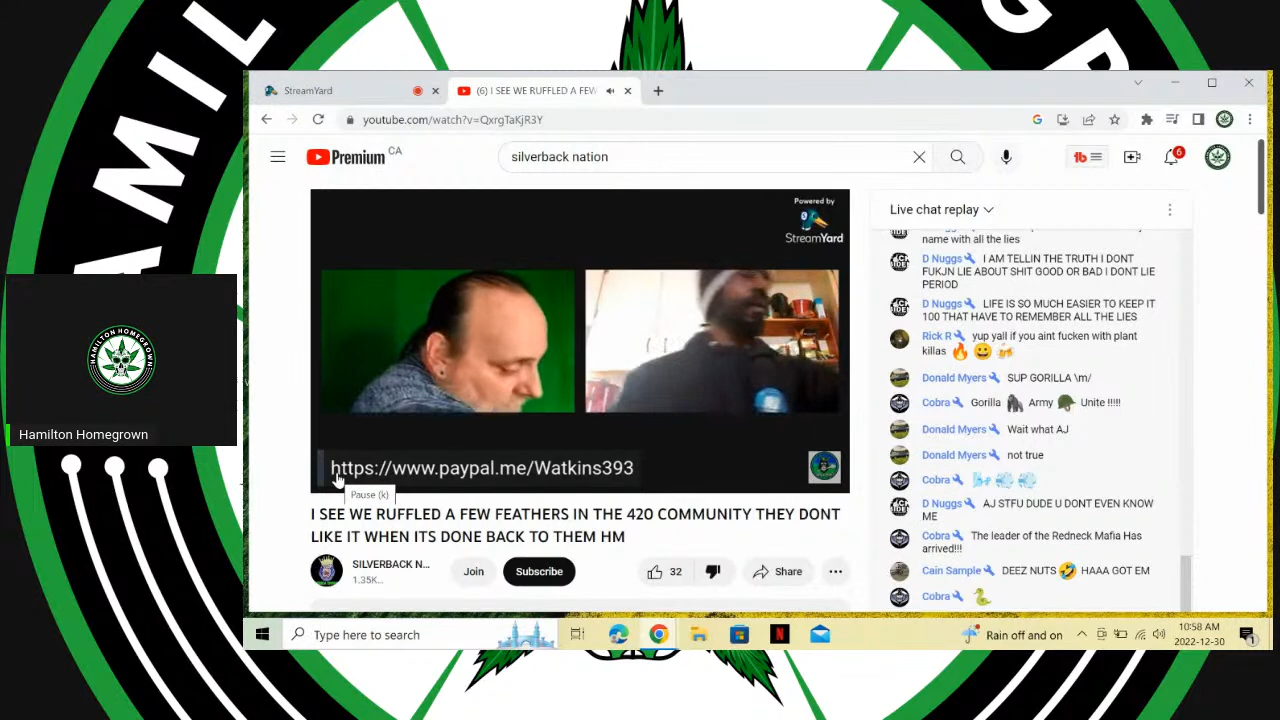 AMIL
GR
StreamYard
(6) I SEE WE RUFFLED A FEW
youtube.com/watch?v=QxrgTaKjR3Y
Premium CA
silverback nation
6
Powered by
StreamYard
https://www.paypal.me/Watkins393
Pause (k)
I SEE WE RUFFLED A FEW FEATHERS IN THE 420 COMMUNITY THEY DONT
LIKE IT WHEN ITS DONE BACK TO THEM HM
SILVERBACK N...
1.35K...
Join
Subscribe
32
Share
Live chat replay
name with all the lies
D Nuggs I AM TELLIN THE TRUTH I DONT
FUKJN LIE ABOUT SHIT GOOD OR BAD I DONT LIE
PERIOD
D Nuggs LIFE IS SO MUCH EASIER TO KEEP IT
100 THAT HAVE TO REMEMBER ALL THE LIES
Rick R yup yall if you aint fucken with plant
killas 🔥 😀 🍻
Donald Myers SUP GORILLA \m/
Cobra Gorilla 🦍 Army 🪖 Unite !!!!!
Donald Myers Wait what AJ
Donald Myers not true
Cobra 🌬 💨 💨
D Nuggs AJ STFU DUDE U DONT EVEN KNOW
ME
Cobra The leader of the Redneck Mafia Has
arrived!!!
Cain Sample DEEZ NUTS 🤣 HAAA GOT EM
Cobra 🐍
HAMILTON HOMEGROWN
Hamilton Homegrown
Type here to search
Rain off and on
10:58 AM
2022-12-30
1